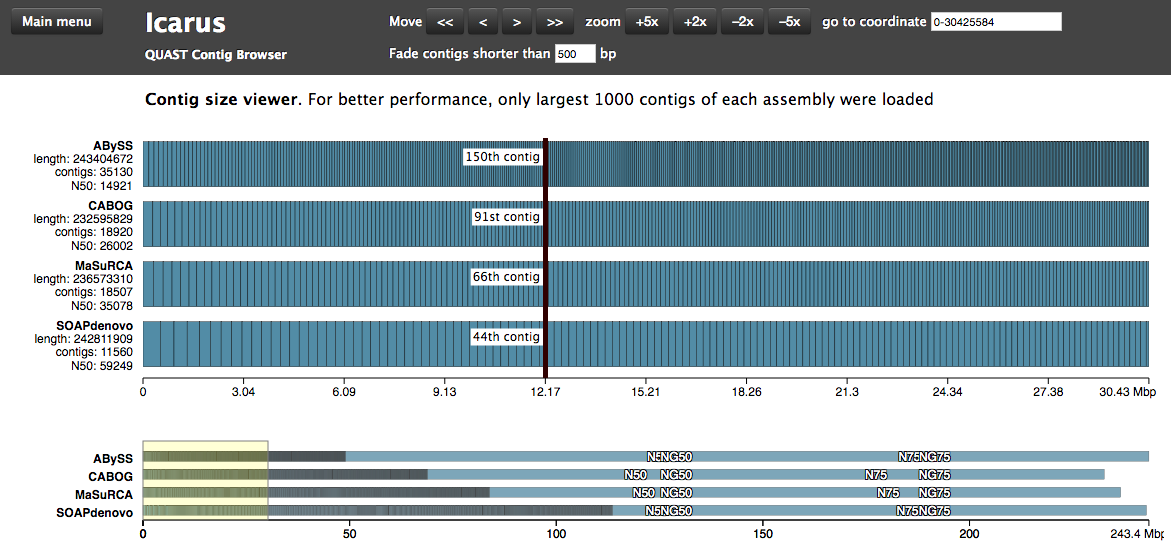 Main menu
Icarus
QUAST Contig Browser
Move << < > >> zoom +5x +2x −2x −5x go to coordinate 0-30425584
Fade contigs shorter than 500 bp
Contig size viewer. For better performance, only largest 1000 contigs of each assembly were loaded
ABySS
length: 243404672
contigs: 35130
N50: 14921
150th contig
CABOG
length: 232595829
contigs: 18920
N50: 26002
91st contig
MaSuRCA
length: 236573310
contigs: 18507
N50: 35078
66th contig
SOAPdenovo
length: 242811909
contigs: 11560
N50: 59249
44th contig
0 3.04 6.09 9.13 12.17 15.21 18.26 21.3 24.34 27.38 30.43 Mbp
ABySS NG50 NG75
CABOG N50 NG50 N75 NG75
MaSuRCA N50 NG50 N75 NG75
SOAPdenovo NG50 NG75
0 50 100 150 200 243.4